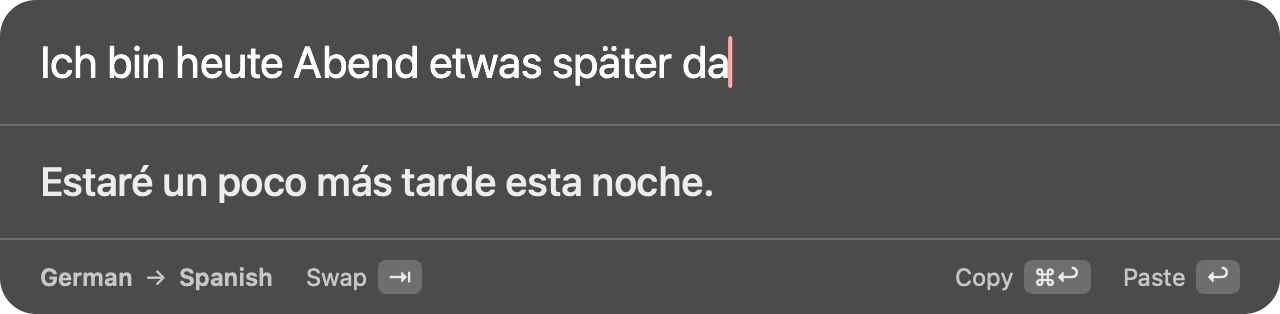 Ich bin heute Abend etwas später da
Estaré un poco más tarde esta noche.
German → Spanish Swap ⇥ Copy ⌘↩ Paste ↩